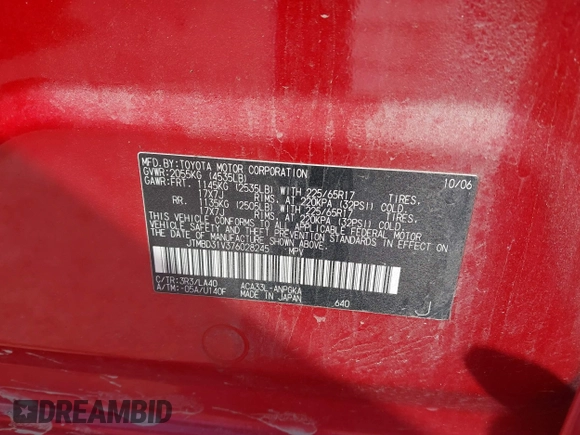 MFD.BY:TOYOTA MOTOR CORPORATION 10/06
GVWR:2055KG (4535LB)
GAWR:FRT. 1145KG (2535LB) WITH 225/65R17 TIRES,
17X7J RIMS, AT 220KPA (32PSI) COLD.
RR. 1135KG (2505LB) WITH 225/65R17 TIRES,
17X7J RIMS, AT 220KPA (32PSI) COLD.
THIS VEHICLE CONFORMS TO ALL APPLICABLE FEDERAL MOTOR
VEHICLE SAFETY AND THEFT PREVENTION STANDARDS IN EFFECT ON
THE DATE OF MANUFACTURE SHOWN ABOVE.
JTMBD31V376028245 MPV
C/TR:3R3/LA40 ACA33L-ANPGKA
A/TM:-05A/U140F MADE IN JAPAN 640 J
DREAMBID